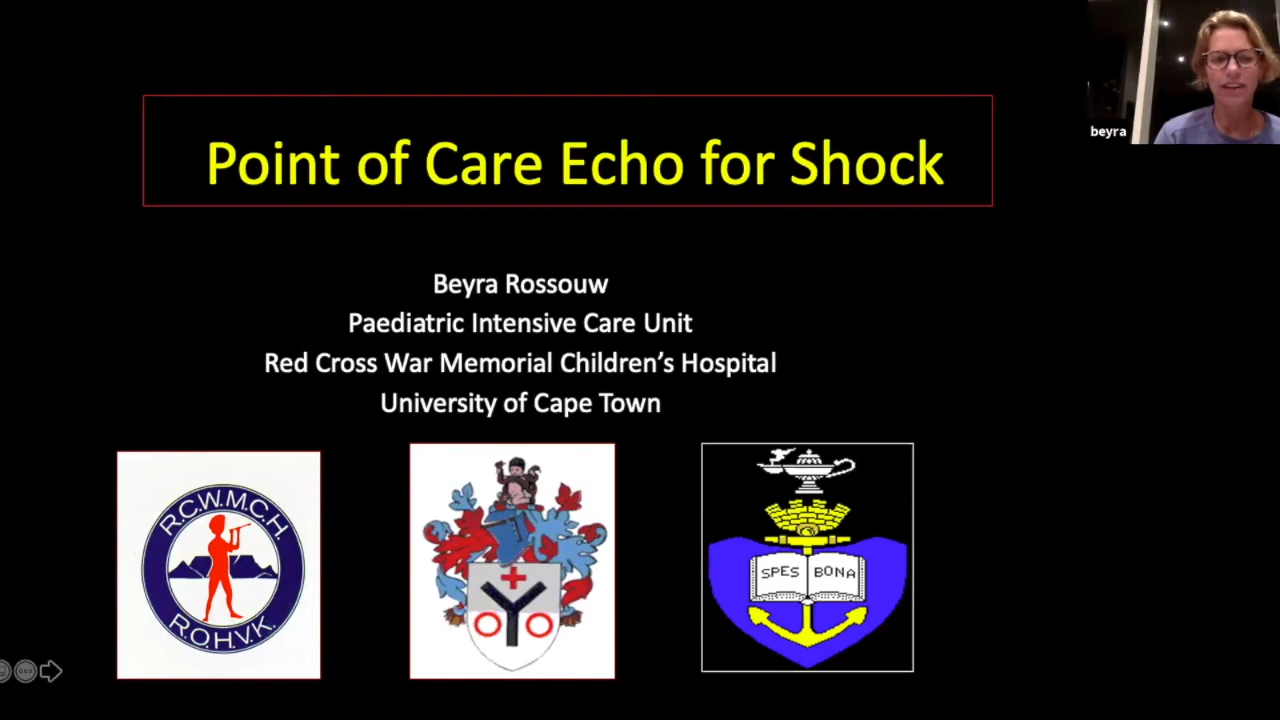 Point of Care Echo for Shock
beyra
Beyra Rossouw
Paediatric Intensive Care Unit
Red Cross War Memorial Children’s Hospital
University of Cape Town
R.C.W.M.C.H.
R.O.H.V.K.
SPES BONA